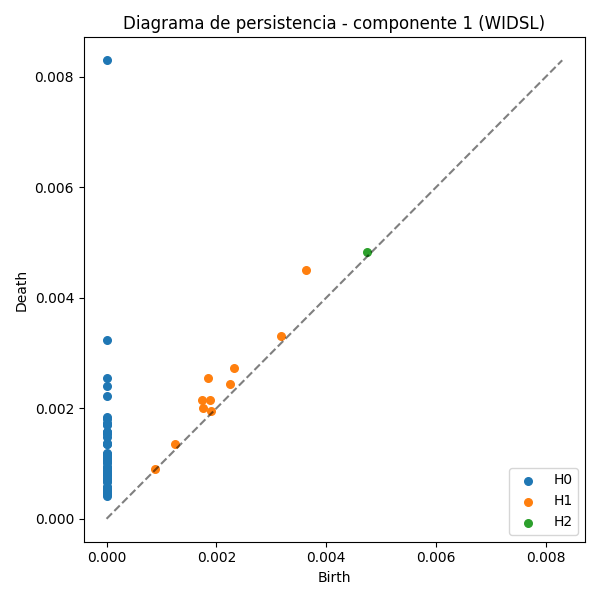 Diagrama de persistencia - componente 1 (WIDSL)
Death
0.008
0.006
0.004
0.002
0.000
0.000 0.002 0.004 0.006 0.008
Birth
H0
H1
H2